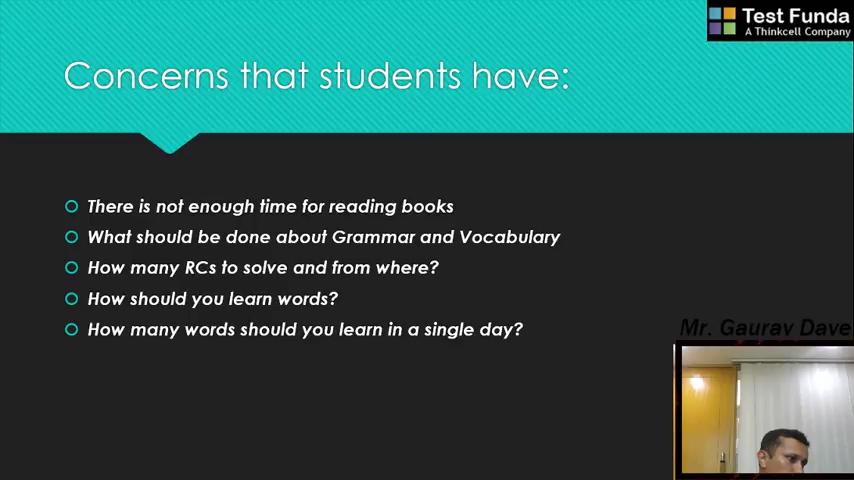 Test Funda
A Thinkcell Company
Concerns that students have:
There is not enough time for reading books
What should be done about Grammar and Vocabulary
How many RCs to solve and from where?
How should you learn words?
How many words should you learn in a single day?
Mr. Gaurav Dave